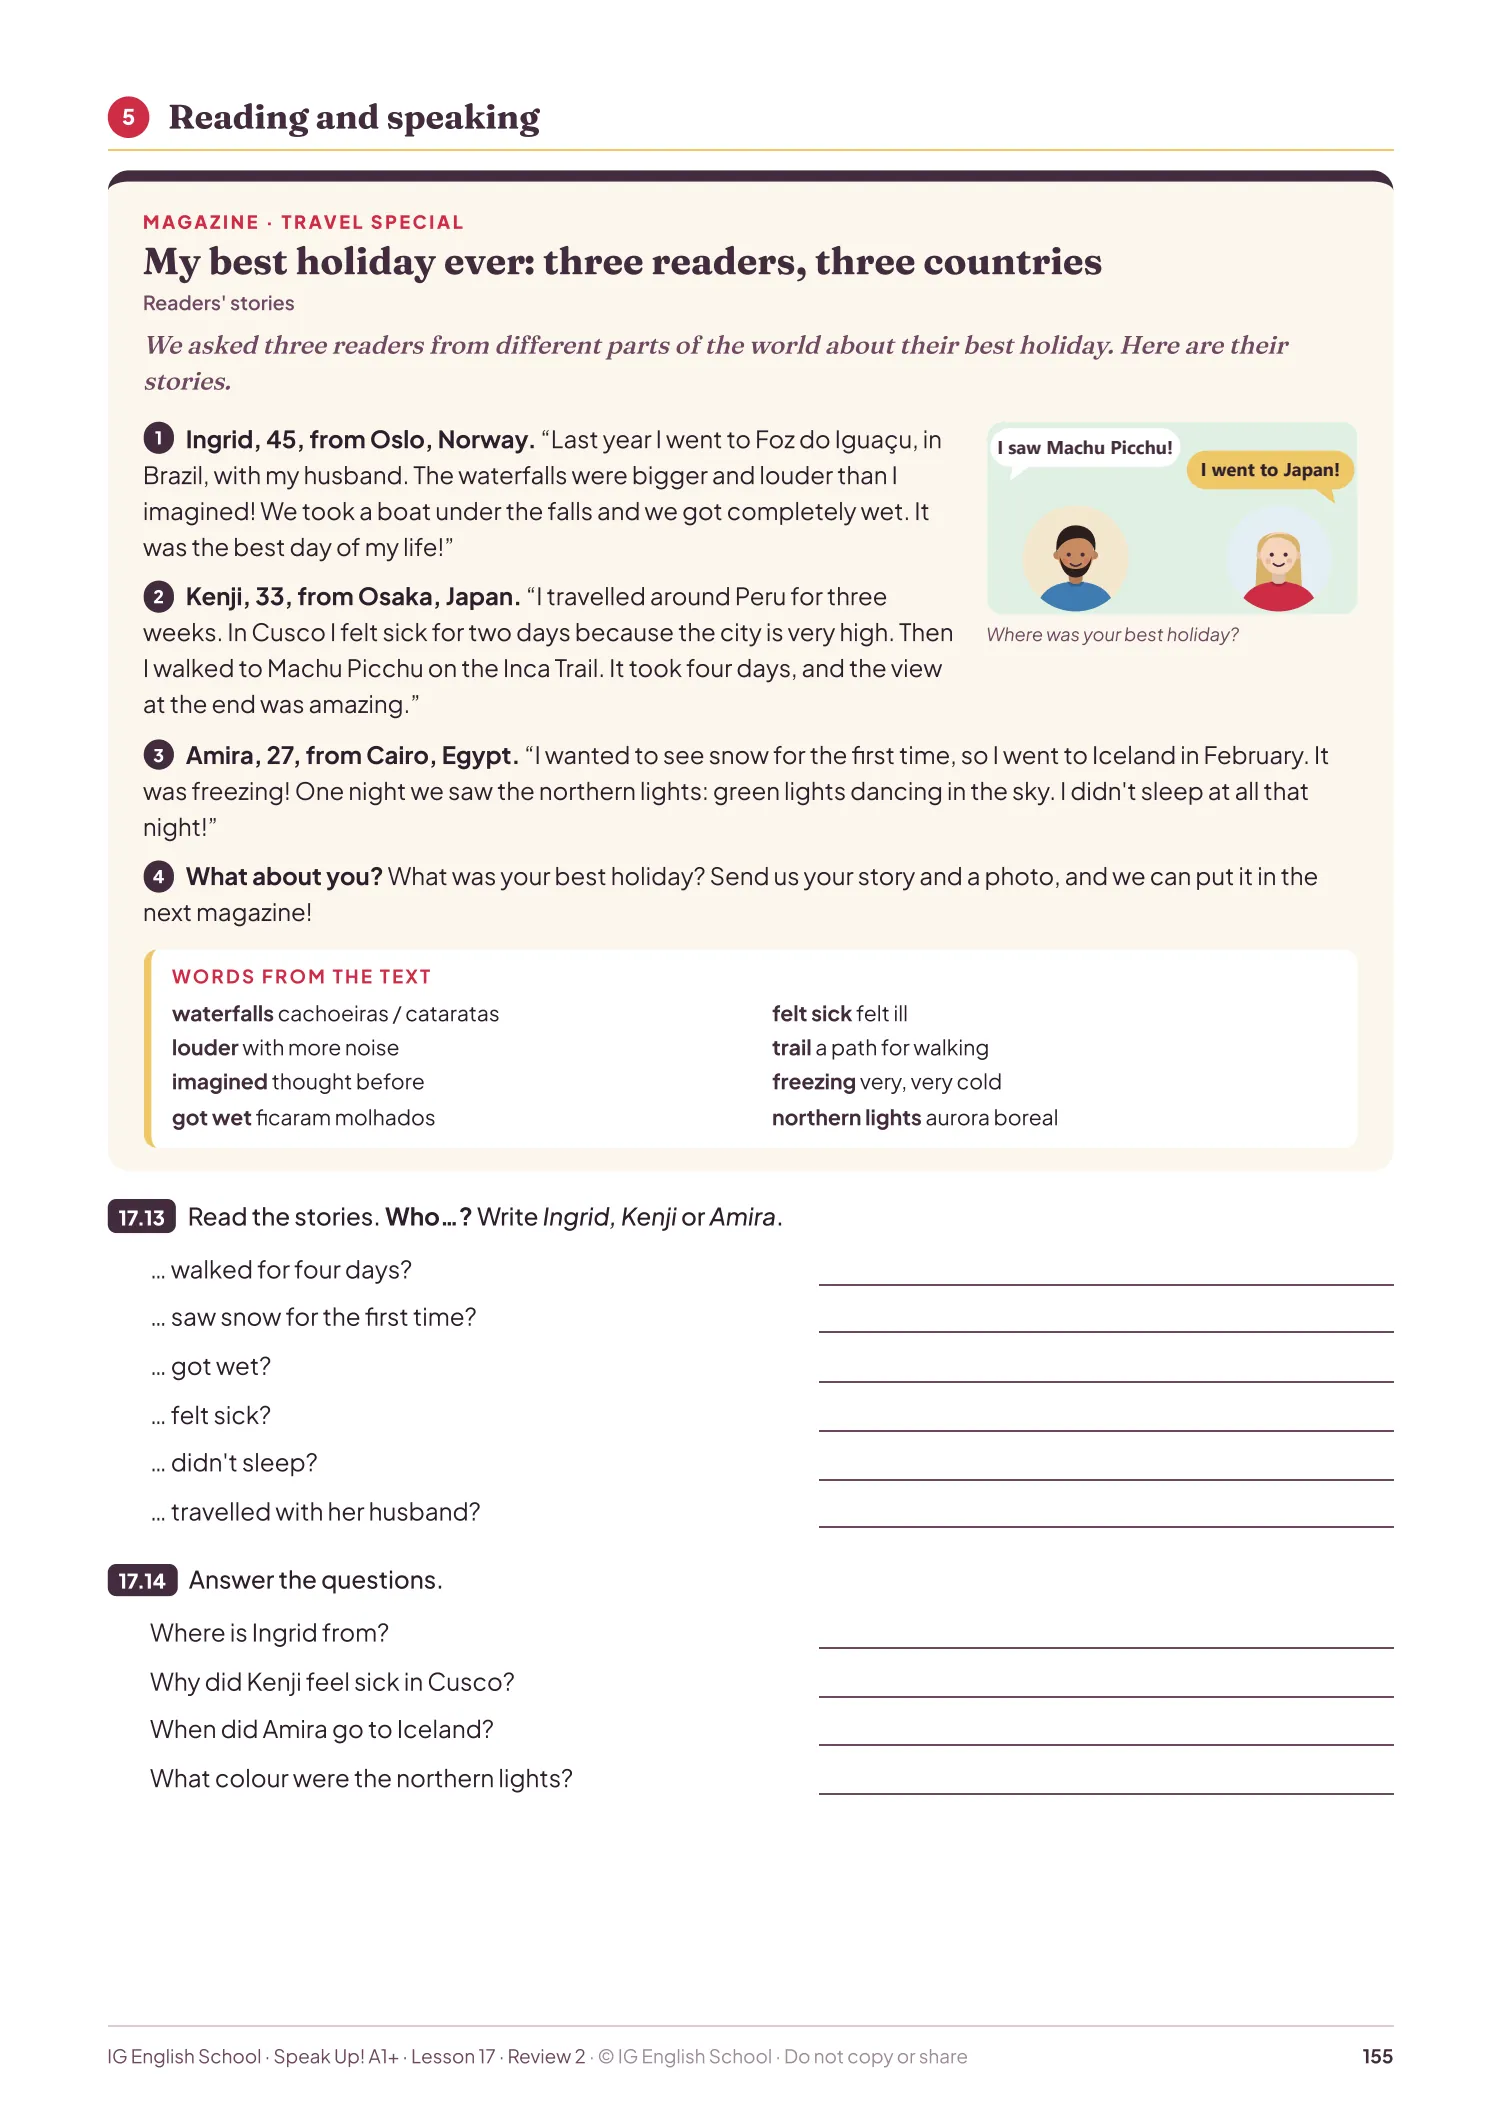 5 Reading and speaking
MAGAZINE · TRAVEL SPECIAL
My best holiday ever: three readers, three countries
Readers' stories
We asked three readers from different parts of the world about their best holiday. Here are their
stories.
1 Ingrid, 45, from Oslo, Norway. “Last year I went to Foz do Iguaçu, in
Brazil, with my husband. The waterfalls were bigger and louder than I
imagined! We took a boat under the falls and we got completely wet. It
was the best day of my life!”
I saw Machu Picchu!
I went to Japan!
Where was your best holiday?
2 Kenji, 33, from Osaka, Japan. “I travelled around Peru for three
weeks. In Cusco I felt sick for two days because the city is very high. Then
I walked to Machu Picchu on the Inca Trail. It took four days, and the view
at the end was amazing.”
3 Amira, 27, from Cairo, Egypt. “I wanted to see snow for the first time, so I went to Iceland in February. It
was freezing! One night we saw the northern lights: green lights dancing in the sky. I didn't sleep at all that
night!”
4 What about you? What was your best holiday? Send us your story and a photo, and we can put it in the
next magazine!
WORDS FROM THE TEXT
waterfalls cachoeiras / cataratas
louder with more noise
imagined thought before
got wet ficaram molhados
felt sick felt ill
trail a path for walking
freezing very, very cold
northern lights aurora boreal
17.13 Read the stories. Who…? Write Ingrid, Kenji or Amira.
… walked for four days?
… saw snow for the first time?
… got wet?
… felt sick?
… didn't sleep?
… travelled with her husband?
17.14 Answer the questions.
Where is Ingrid from?
Why did Kenji feel sick in Cusco?
When did Amira go to Iceland?
What colour were the northern lights?
IG English School · Speak Up! A1+ · Lesson 17 · Review 2 · © IG English School · Do not copy or share
155